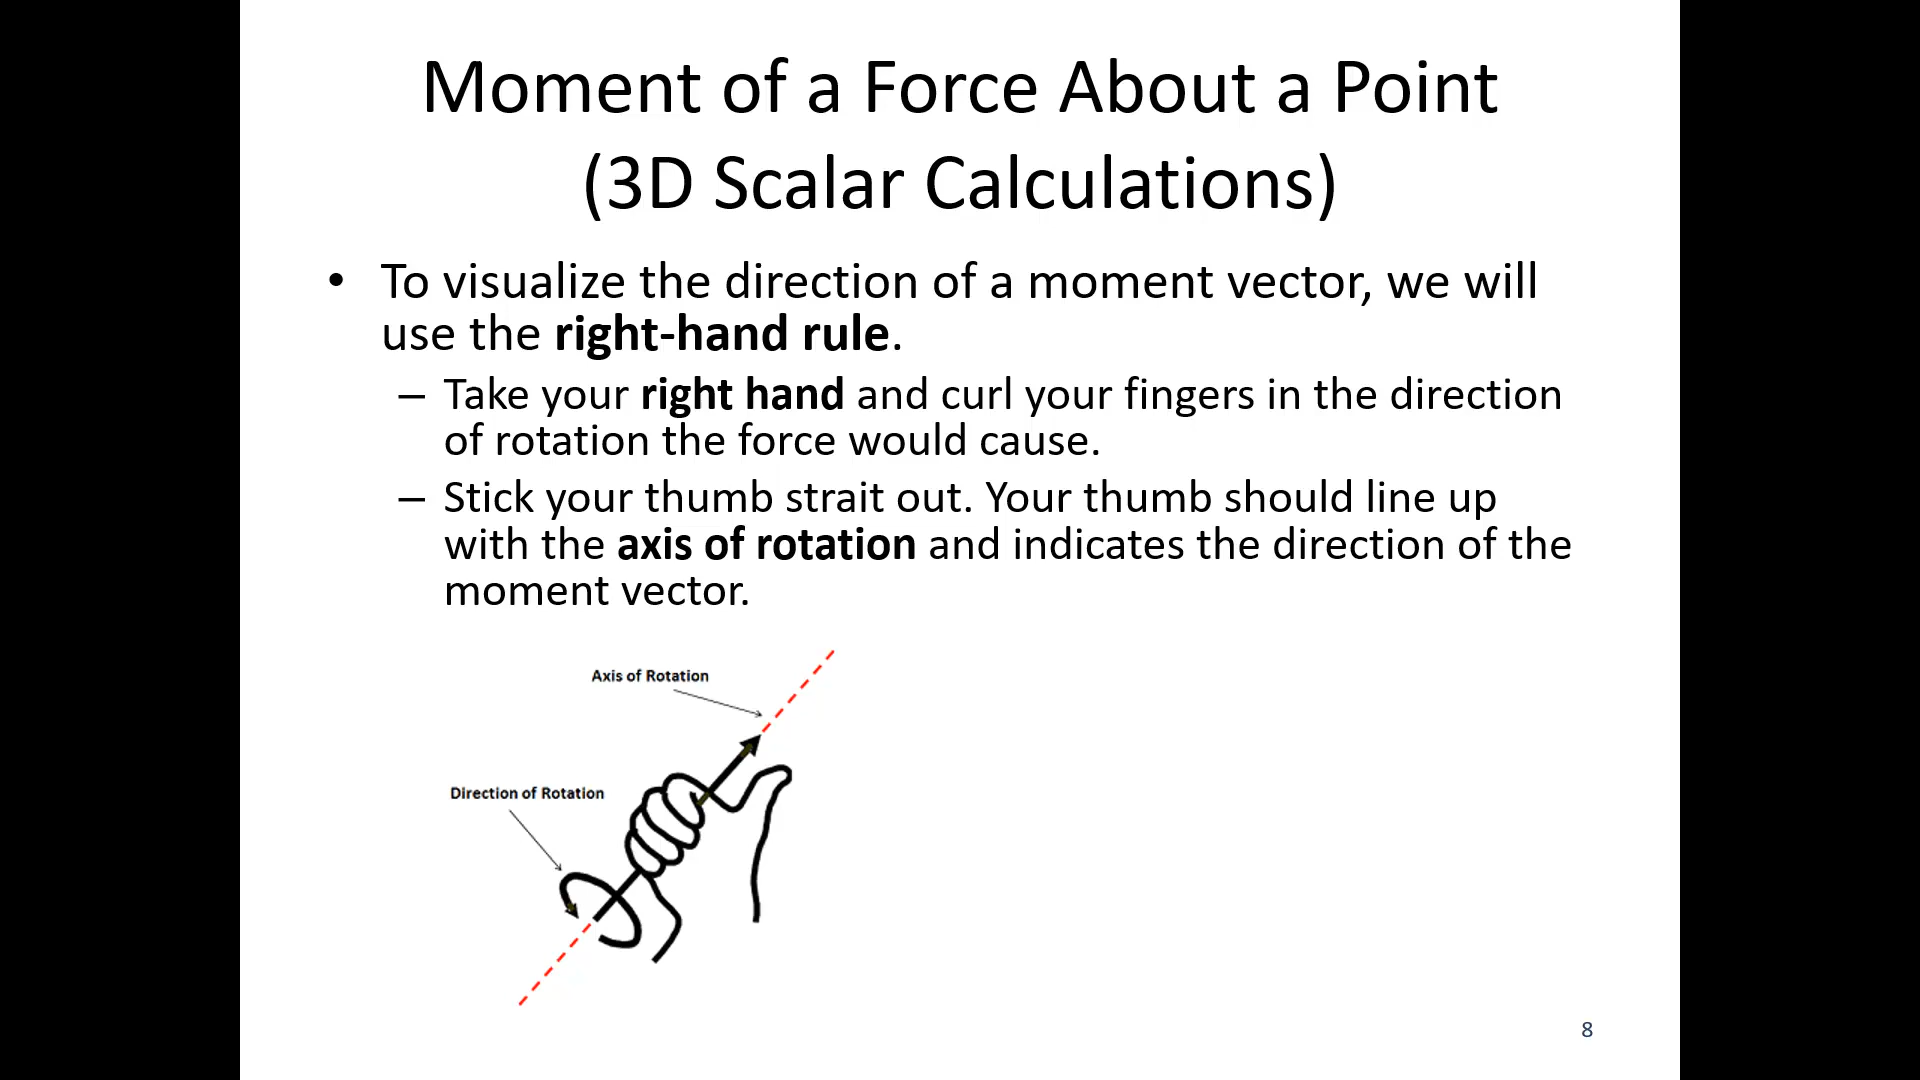 Moment of a Force About a Point
(3D Scalar Calculations)
• To visualize the direction of a moment vector, we will
use the right-hand rule.
– Take your right hand and curl your fingers in the direction
of rotation the force would cause.
– Stick your thumb strait out. Your thumb should line up
with the axis of rotation and indicates the direction of the
moment vector.
Axis of Rotation
Direction of Rotation
8